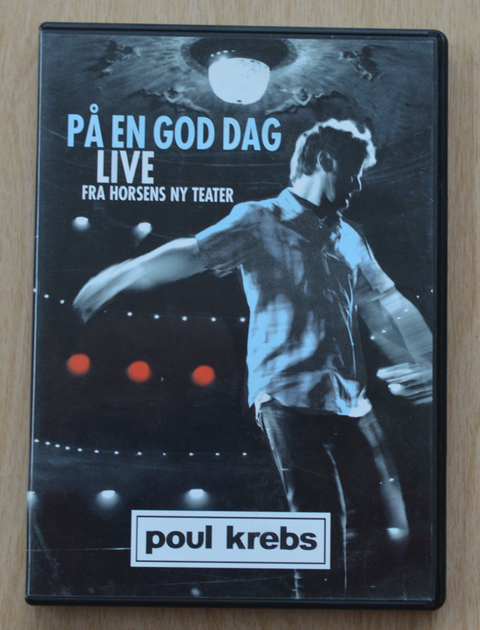 PÅ EN GOD DAG
LIVE
FRA HORSENS NY TEATER
poul krebs